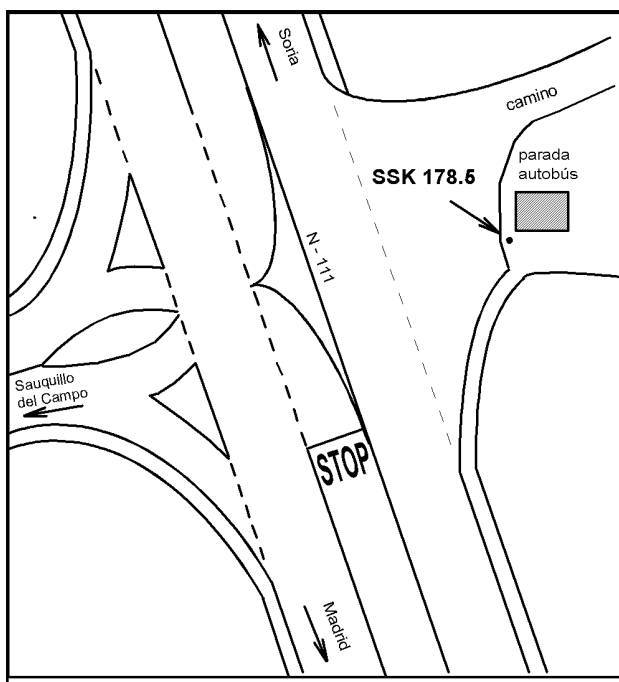 Soria
camino
parada
autobús
SSK 178.5
N - 111
Sauquillo
del Campo
STOP
Madrid